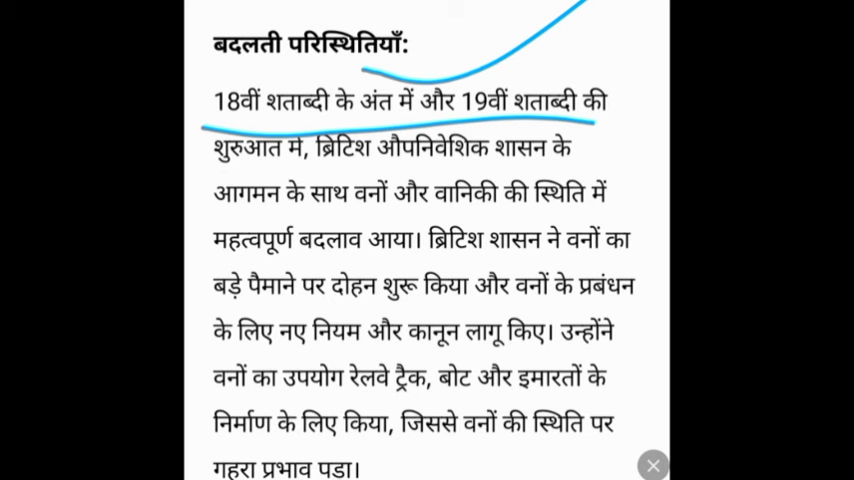 बदलती परिस्थितियाँ:
18वीं शताब्दी के अंत में और 19वीं शताब्दी की
शुरुआत में, ब्रिटिश औपनिवेशिक शासन के
आगमन के साथ वनों और वानिकी की स्थिति में
महत्वपूर्ण बदलाव आया। ब्रिटिश शासन ने वनों का
बड़े पैमाने पर दोहन शुरू किया और वनों के प्रबंधन
के लिए नए नियम और कानून लागू किए। उन्होंने
वनों का उपयोग रेलवे ट्रैक, बोट और इमारतों के
निर्माण के लिए किया, जिससे वनों की स्थिति पर
गहरा प्रभाव पड़ा।